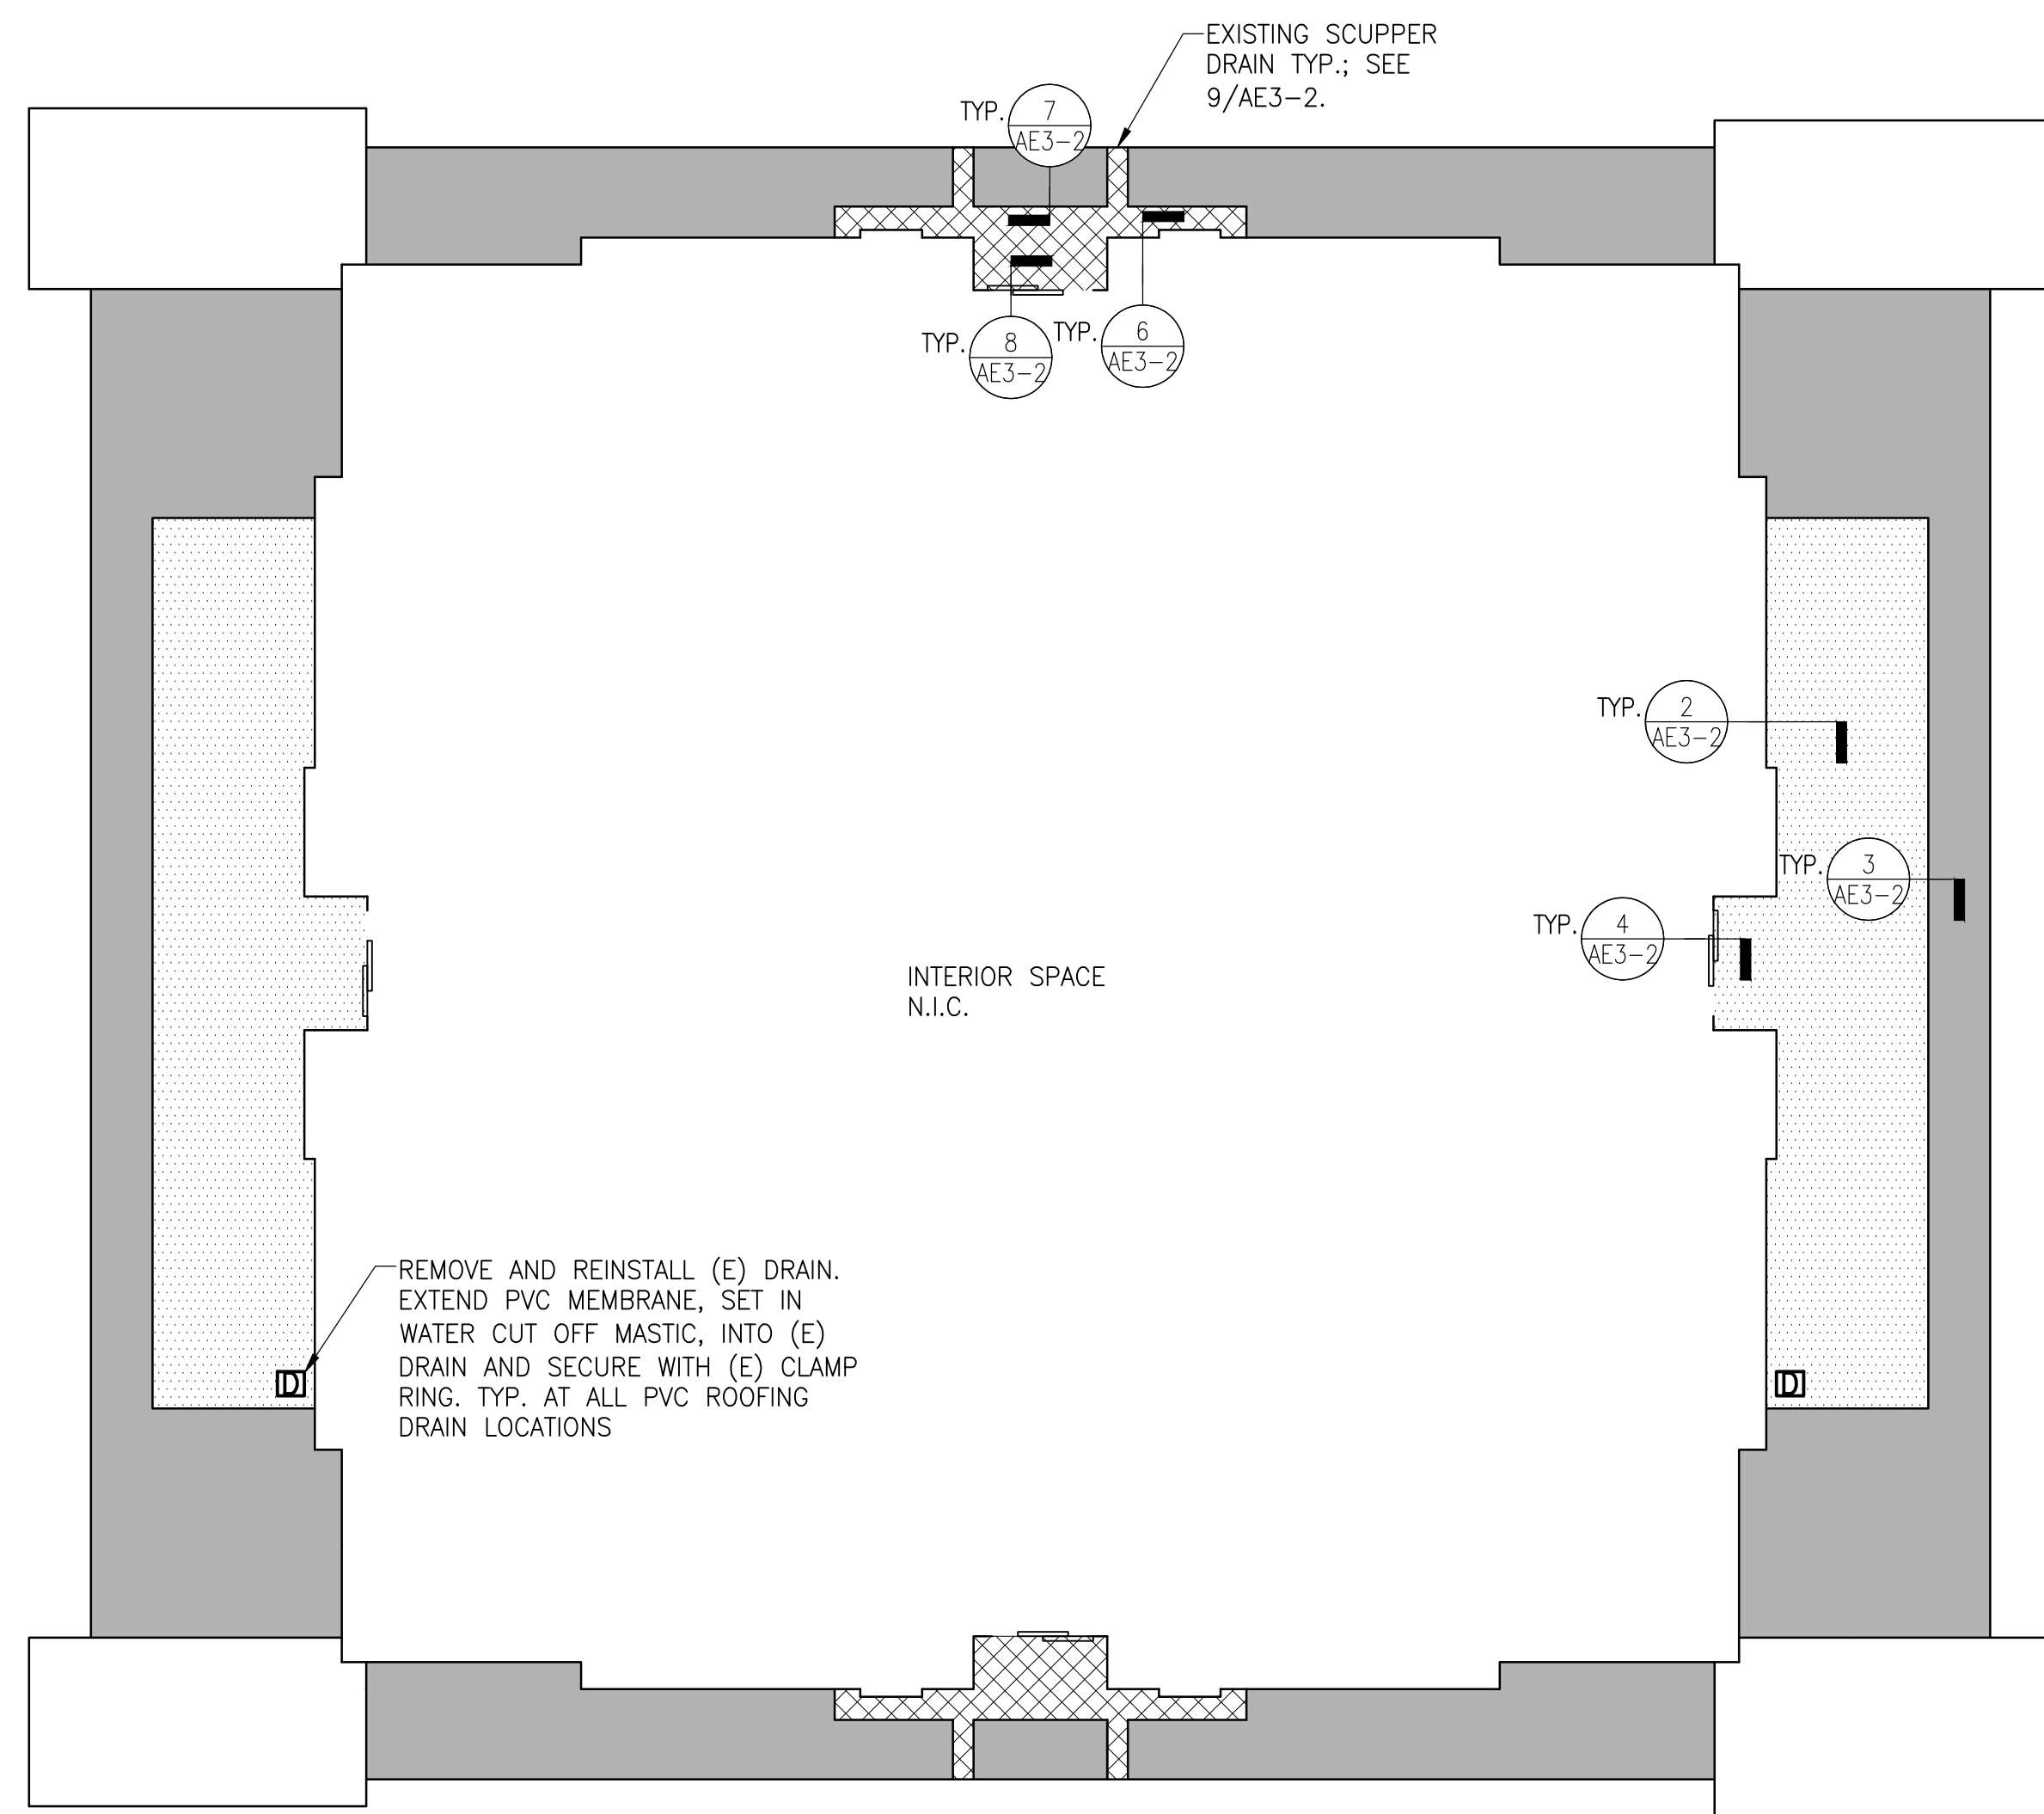 EXISTING SCUPPER
DRAIN TYP.; SEE
9/AE3-2.
TYP.
7
AE3-2
TYP.
8
AE3-2
TYP.
6
AE3-2
TYP.
2
AE3-2
TYP.
3
AE3-2
TYP.
4
AE3-2
INTERIOR SPACE
N.I.C.
REMOVE AND REINSTALL (E) DRAIN.
EXTEND PVC MEMBRANE, SET IN
WATER CUT OFF MASTIC, INTO (E)
DRAIN AND SECURE WITH (E) CLAMP
RING. TYP. AT ALL PVC ROOFING
DRAIN LOCATIONS
D
D